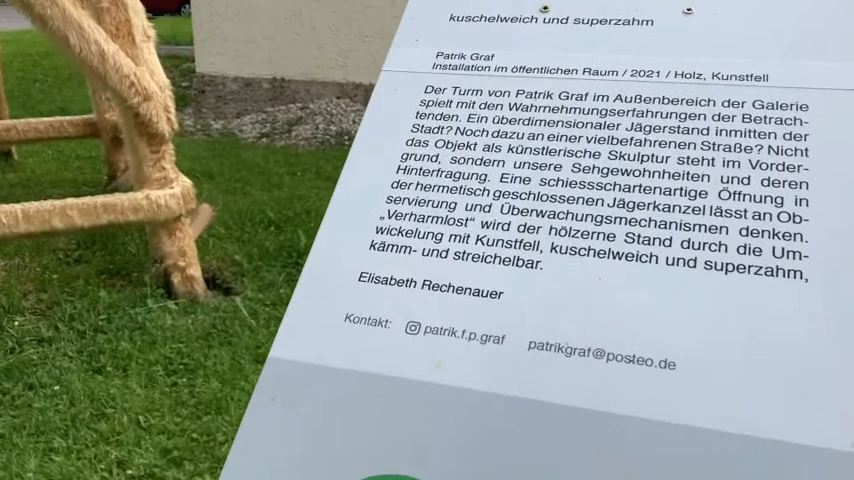 kuschelweich und superzahm
Patrik Graf
Installation im öffentlichen Raum / 2021 / Holz, Kunstfell
Der Turm von Patrik Graf im Außenbereich der Galerie
spielt mit den Wahrnehmungserfahrungen der Betrach-
tenden. Ein überdimensionaler Jägerstand inmitten der
Stadt? Noch dazu an einer vielbefahrenen Straße? Nicht
das Objekt als künstlerische Skulptur steht im Vorder-
grund, sondern unsere Sehgewohnheiten und deren
Hinterfragung. Eine schiessschartenartige Öffnung in
der hermetisch geschlossenen Jägerkanzel lässt an Ob-
servierung und Überwachungsmechanismen denken.
„Verharmlost" wird der hölzerne Stand durch die Um-
wickelung mit Kunstfell, kuschelweich und superzahm,
kämm- und streichelbar.
Elisabeth Rechenauer
Kontakt: patrik.f.p.graf patrikgraf@posteo.de